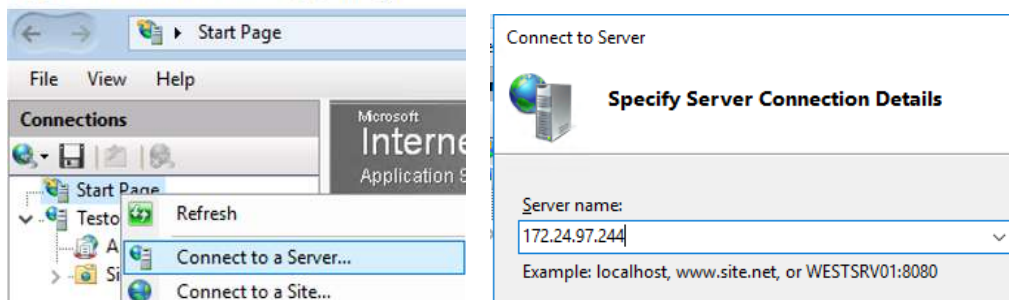 Start Page
File View Help
Connections
Microsoft
Application
Start Page
Refresh
Connect to a Server...
Connect to a Site...
Connect to Server
Specify Server Connection Details
Server name:
172.24.97.244
Example: localhost, www.site.net, or WESTSRV01:8080